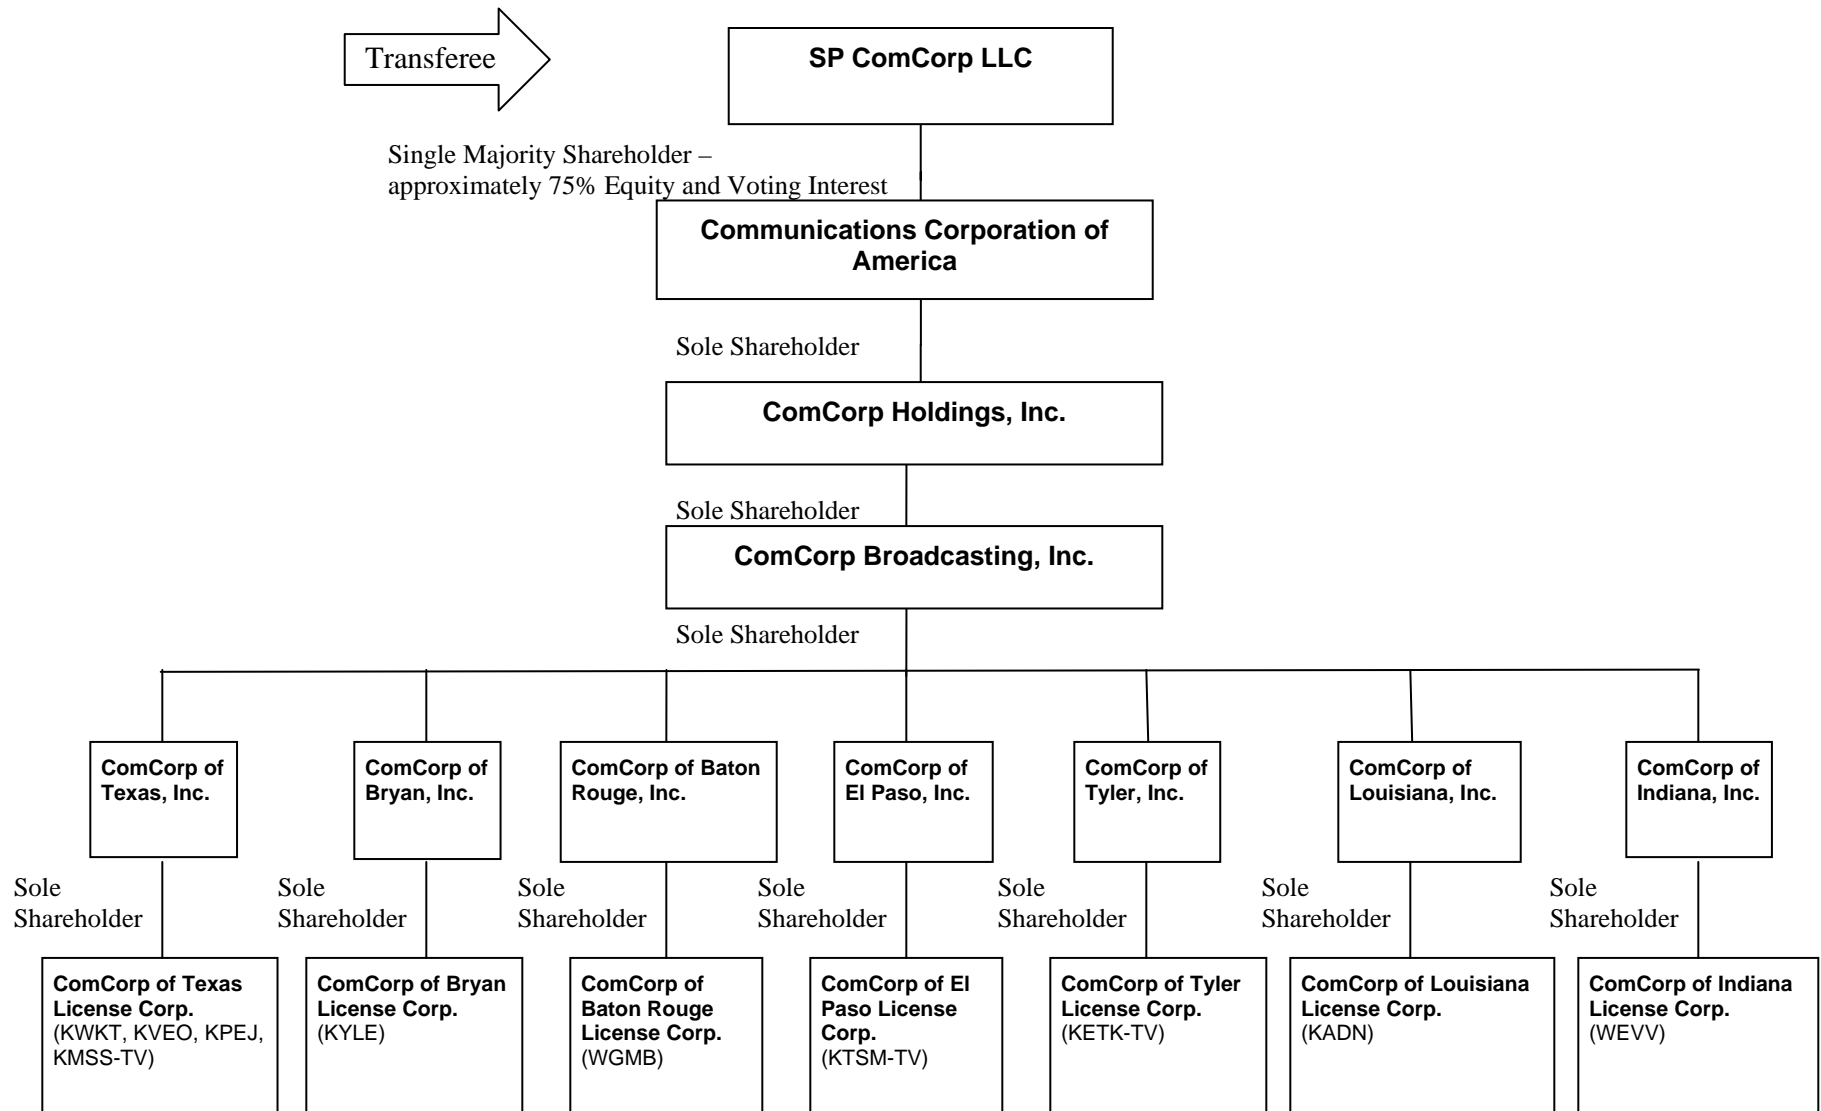 Transferee
SP ComCorp LLC
Single Majority Shareholder –
approximately 75% Equity and Voting Interest
Communications Corporation of
America
Sole Shareholder
ComCorp Holdings, Inc.
Sole Shareholder
ComCorp Broadcasting, Inc.
Sole Shareholder
ComCorp of
Texas, Inc.
ComCorp of
Bryan, Inc.
ComCorp of Baton
Rouge, Inc.
ComCorp of
El Paso, Inc.
ComCorp of
Tyler, Inc.
ComCorp of
Louisiana, Inc.
ComCorp of
Indiana, Inc.
Sole
Shareholder
Sole
Shareholder
Sole
Shareholder
Sole
Shareholder
Sole
Shareholder
Sole
Shareholder
Sole
Shareholder
ComCorp of Texas
License Corp.
(KWKT, KVEO, KPEJ,
KMSS-TV)
ComCorp of Bryan
License Corp.
(KYLE)
ComCorp of
Baton Rouge
License Corp.
(WGMB)
ComCorp of El
Paso License
Corp.
(KTSM-TV)
ComCorp of Tyler
License Corp.
(KETK-TV)
ComCorp of Louisiana
License Corp.
(KADN)
ComCorp of Indiana
License Corp.
(WEVV)